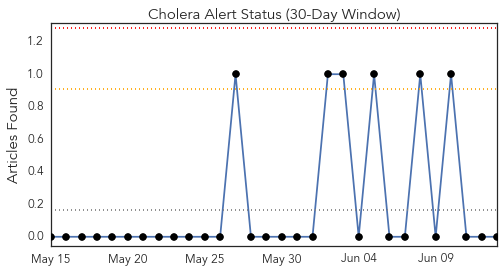 Cholera Alert Status (30-Day Window)
Articles Found
1.2
1.0
0.8
0.6
0.4
0.2
0.0
May 15 May 20 May 25 May 30 Jun 04 Jun 09